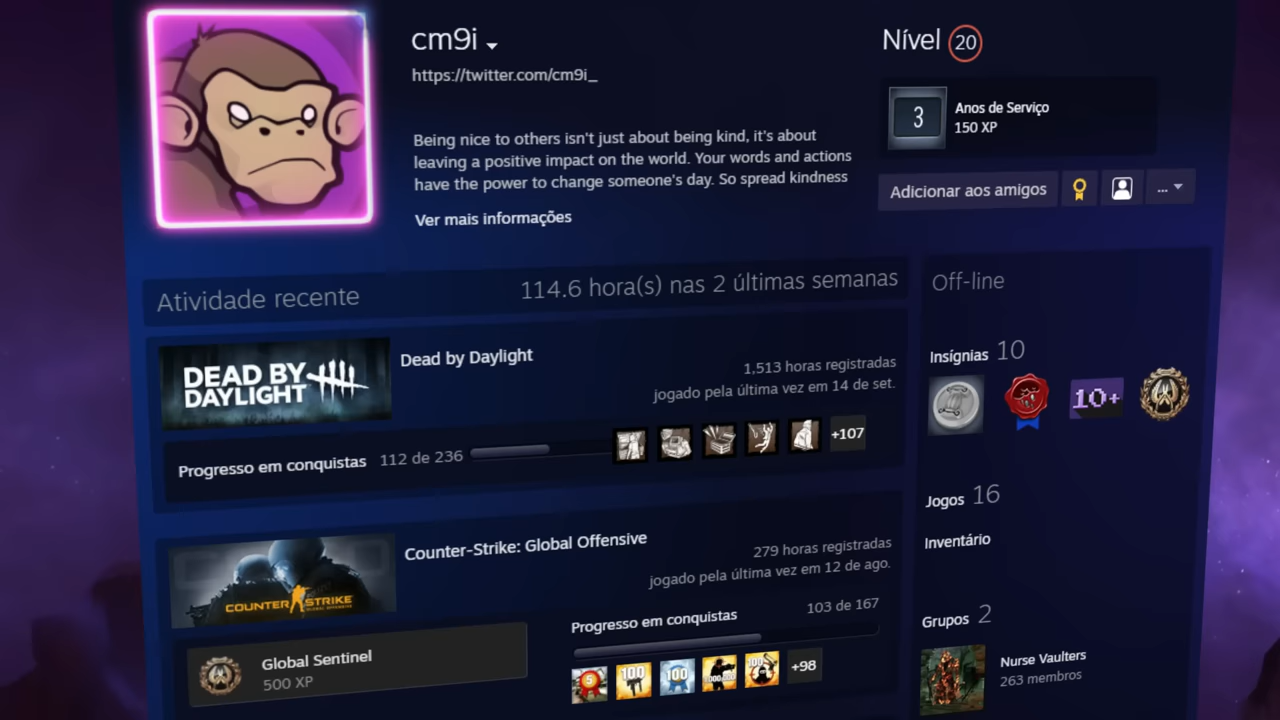 cm9i
https://twitter.com/cm9i_
Being nice to others isn't just about being kind, it's about
leaving a positive impact on the world. Your words and actions
have the power to change someone's day. So spread kindness
Ver mais informações
Nível 20
3
Anos de Serviço
150 XP
Adicionar aos amigos
...
Atividade recente
114.6 hora(s) nas 2 últimas semanas
DEAD BY
DAYLIGHT
Dead by Daylight
1,513 horas registradas
jogado pela última vez em 14 de set.
Progresso em conquistas 112 de 236
+107
COUNTER STRIKE
GLOBAL OFFENSIVE
Counter-Strike: Global Offensive
279 horas registradas
jogado pela última vez em 12 de ago.
Global Sentinel
500 XP
Progresso em conquistas 103 de 167
5
100
100
100
+98
Off-line
Insígnias 10
10+
Jogos 16
Inventário
Grupos 2
Nurse Vaulters
263 membros